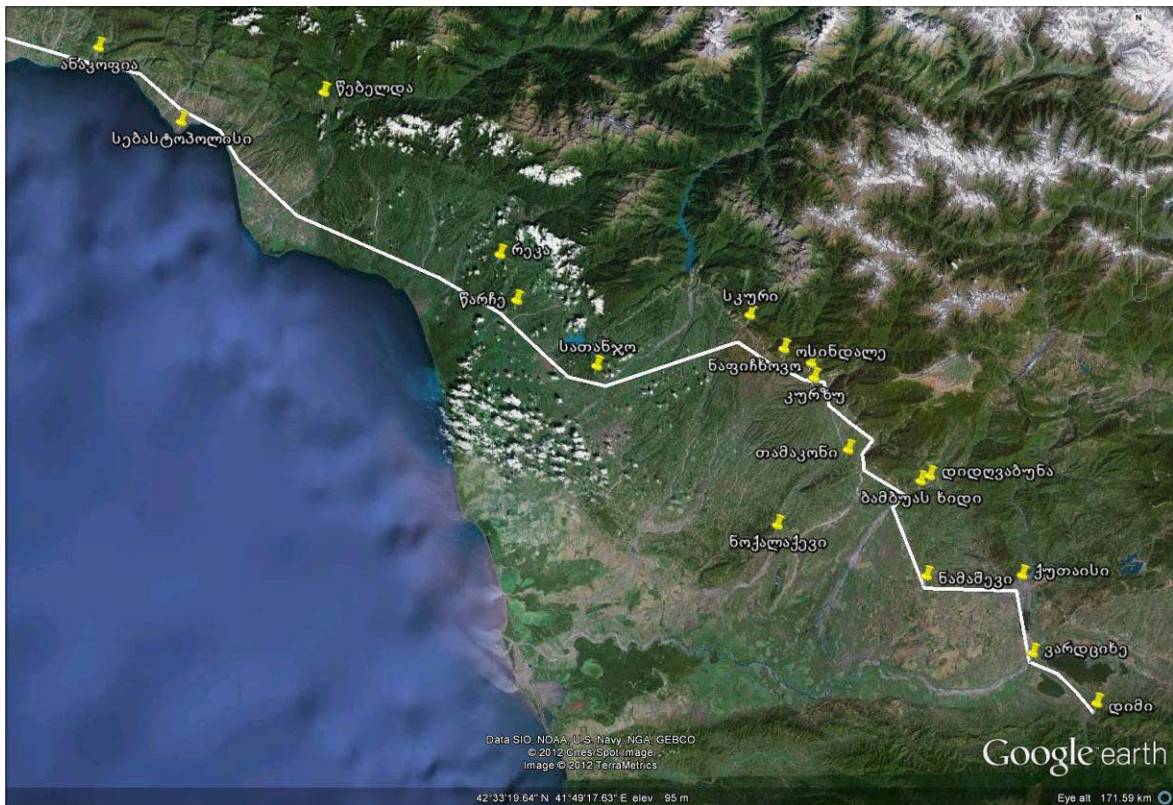 N
ანაკოფია
წებელდა
სებასტოპოლისი
რეკა
წარჩე
სკური
სათანჯო
ოსინდალე
ნაფიჩხოვო
კურზუ
თამაკონი
დიდღვაბუნა
ბამბუას ხიდი
ნოქალაქევი
ნამაშევი
ქუთაისი
ვარდციხე
დიმი
Data SIO, NOAA, U.S. Navy, NGA, GEBCO
© 2012 Cnes/Spot Image
Image © 2012 TerraMetrics
Google earth
42°33'19.64" N 41°49'17.63" E elev 95 m
Eye alt 171.59 km